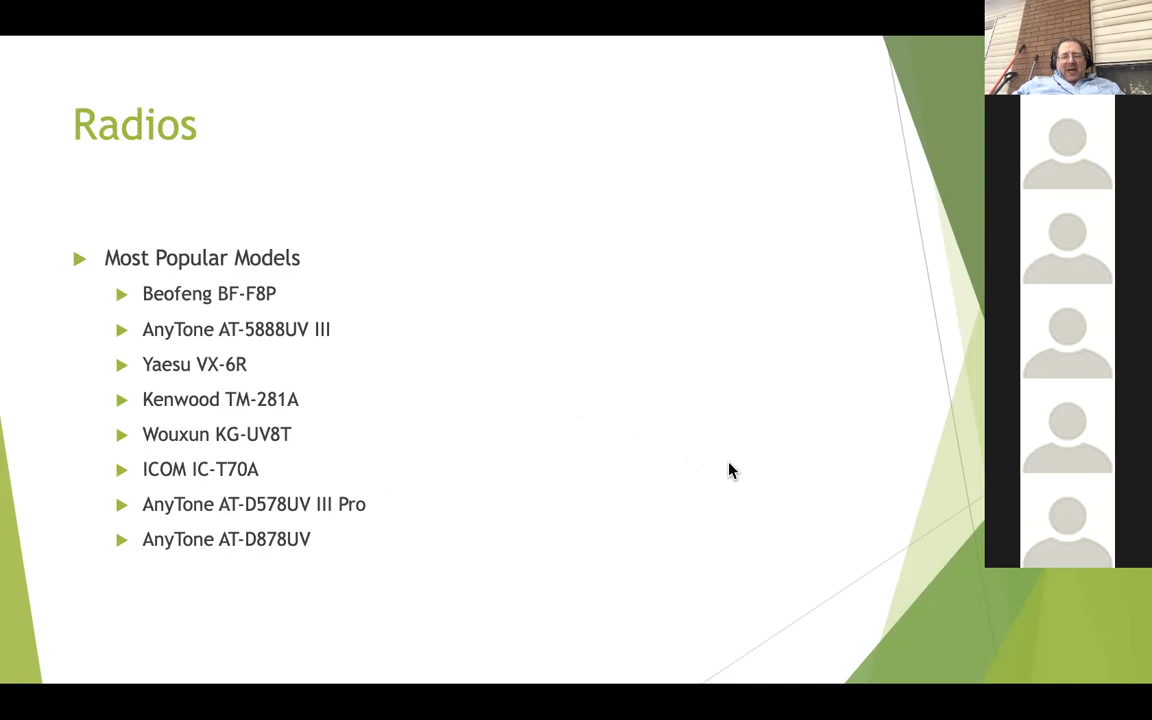 Radios
Most Popular Models
Beofeng BF-F8P
AnyTone AT-5888UV III
Yaesu VX-6R
Kenwood TM-281A
Wouxun KG-UV8T
ICOM IC-T70A
AnyTone AT-D578UV III Pro
AnyTone AT-D878UV